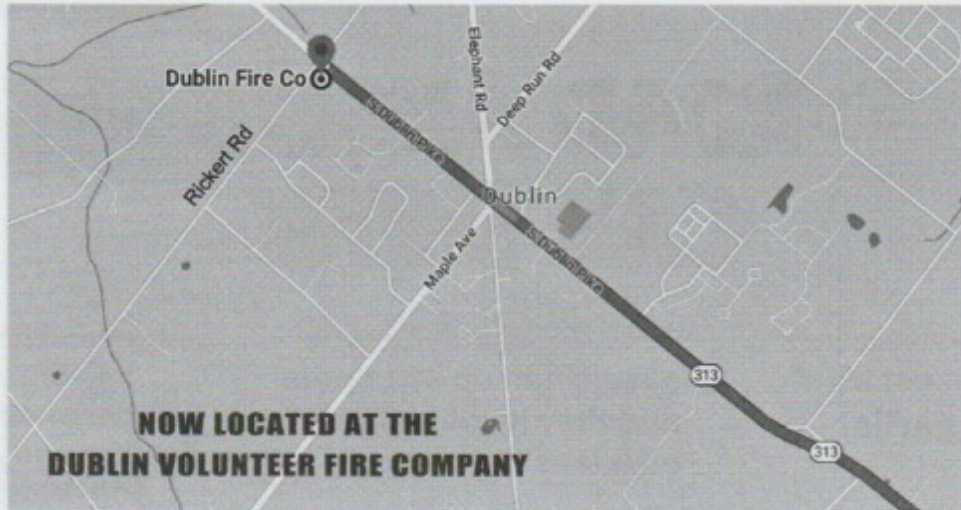 Elephant Rd
Deep Run Rd
Dublin Fire Co
S Dublin Pike
Rickert Rd
Dublin
Maple Ave
S Dublin Pike
313
313
NOW LOCATED AT THE
DUBLIN VOLUNTEER FIRE COMPANY